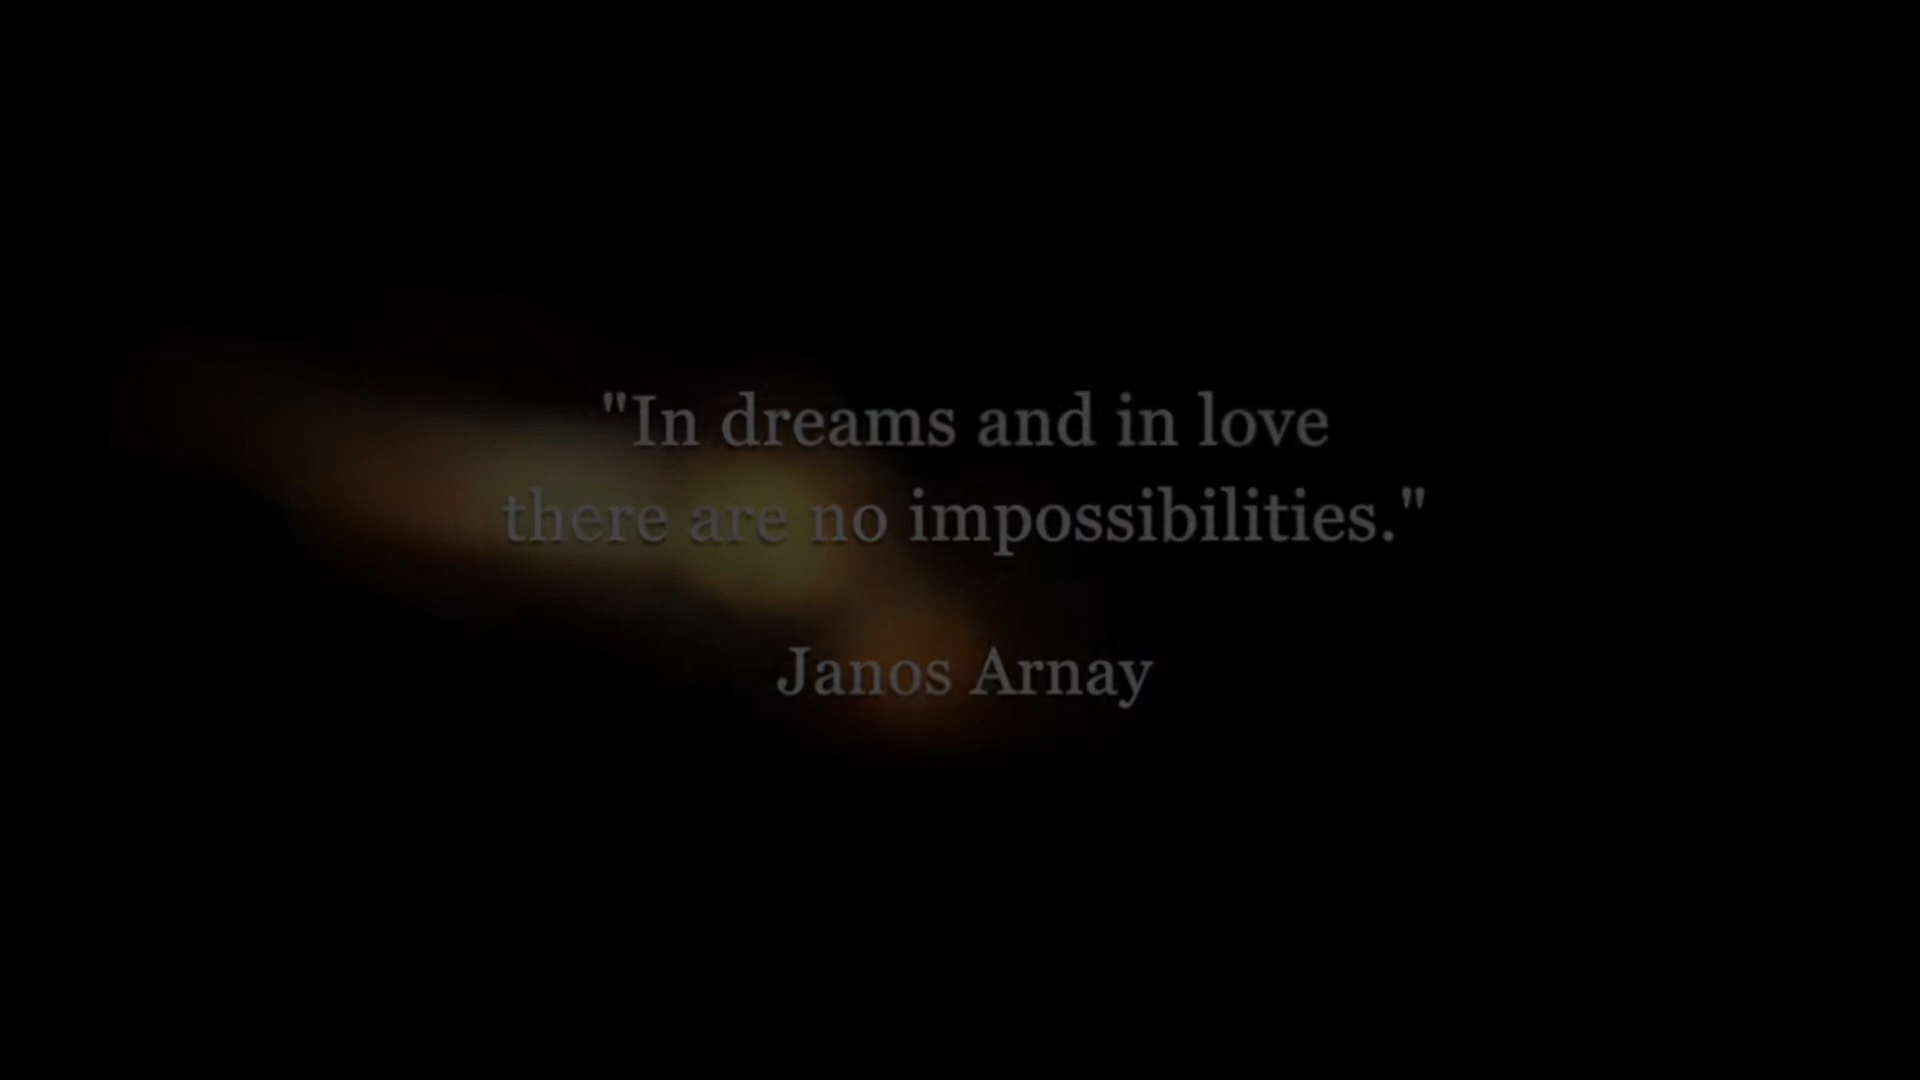 "In dreams and in love
there are no impossibilities."
Janos Arnay